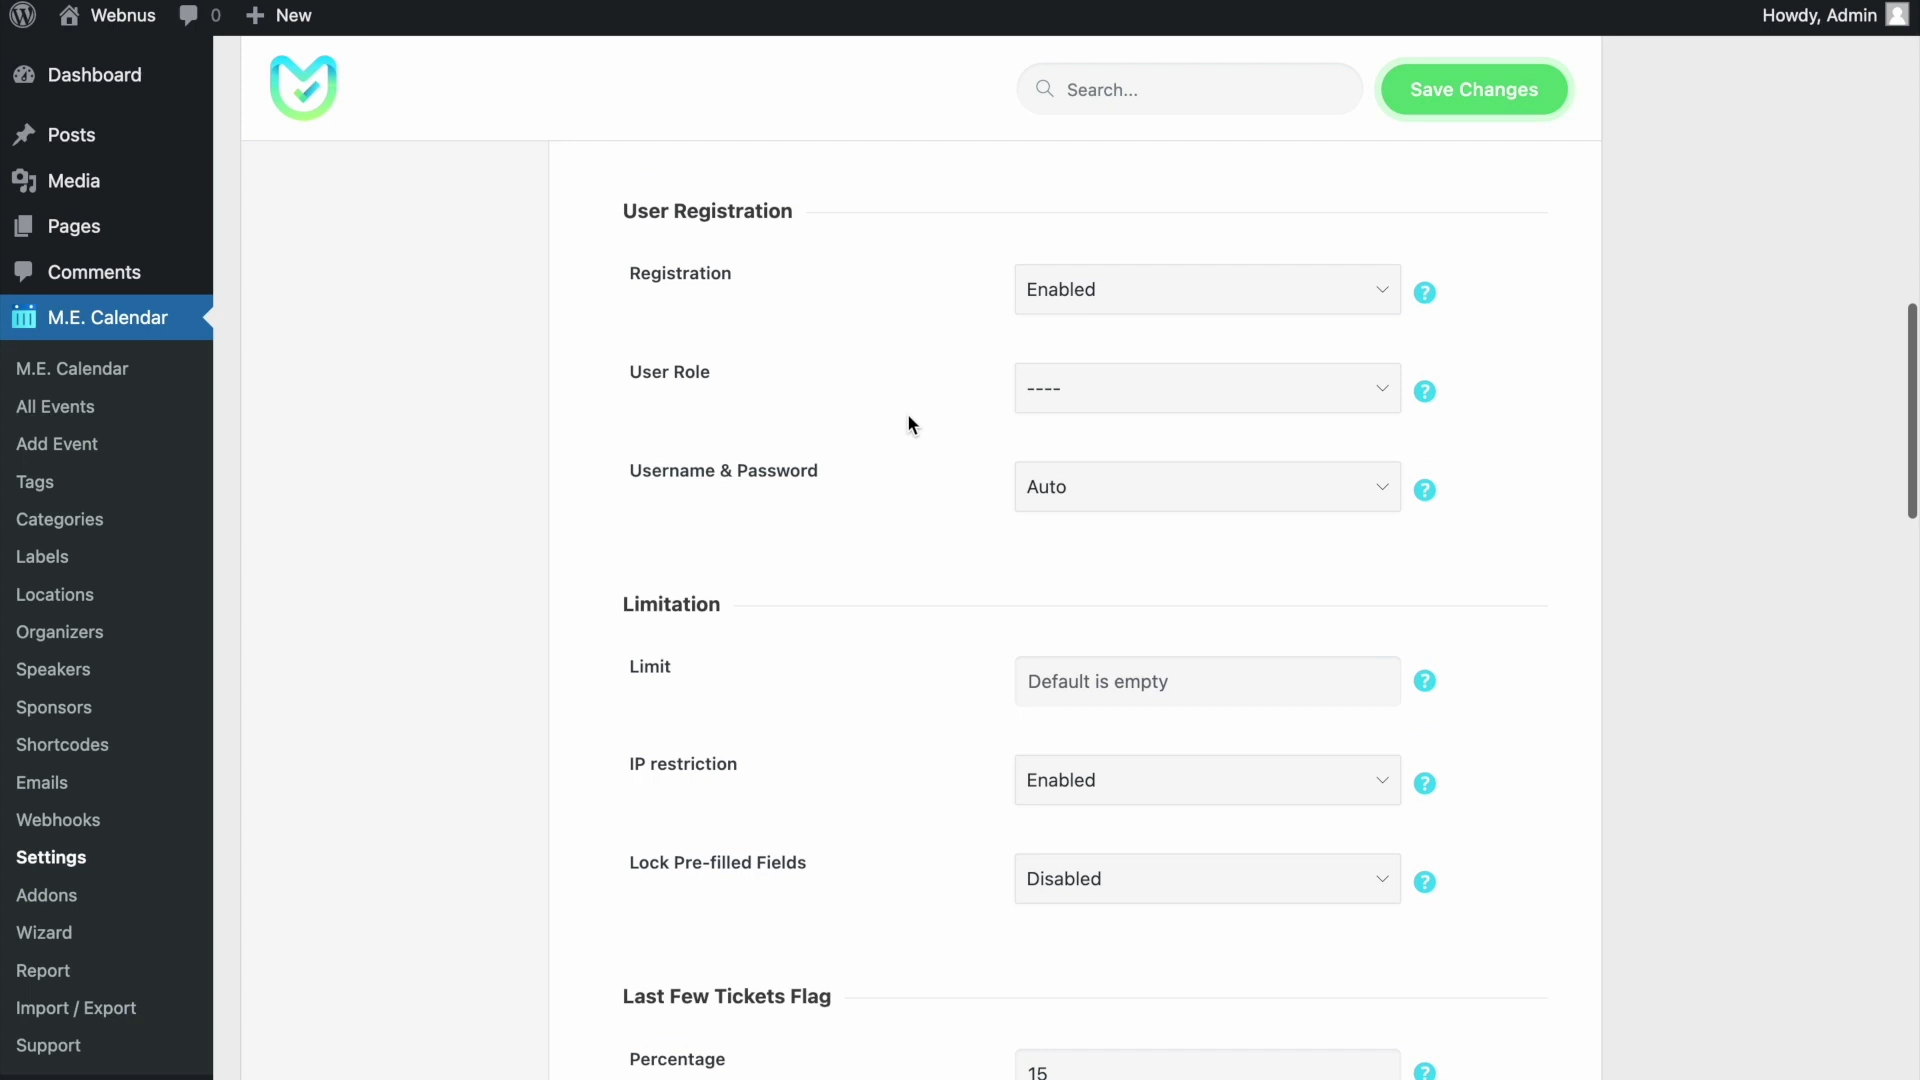 Webnus 0 New Howdy, Admin
Dashboard
Posts
Media
Pages
Comments
M.E. Calendar
M.E. Calendar
All Events
Add Event
Tags
Categories
Labels
Locations
Organizers
Speakers
Sponsors
Shortcodes
Emails
Webhooks
Settings
Addons
Wizard
Report
Import / Export
Support
Search...
Save Changes
User Registration
Registration Enabled ?
User Role ---- ?
Username & Password Auto ?
Limitation
Limit Default is empty ?
IP restriction Enabled ?
Lock Pre-filled Fields Disabled ?
Last Few Tickets Flag
Percentage 15 ?